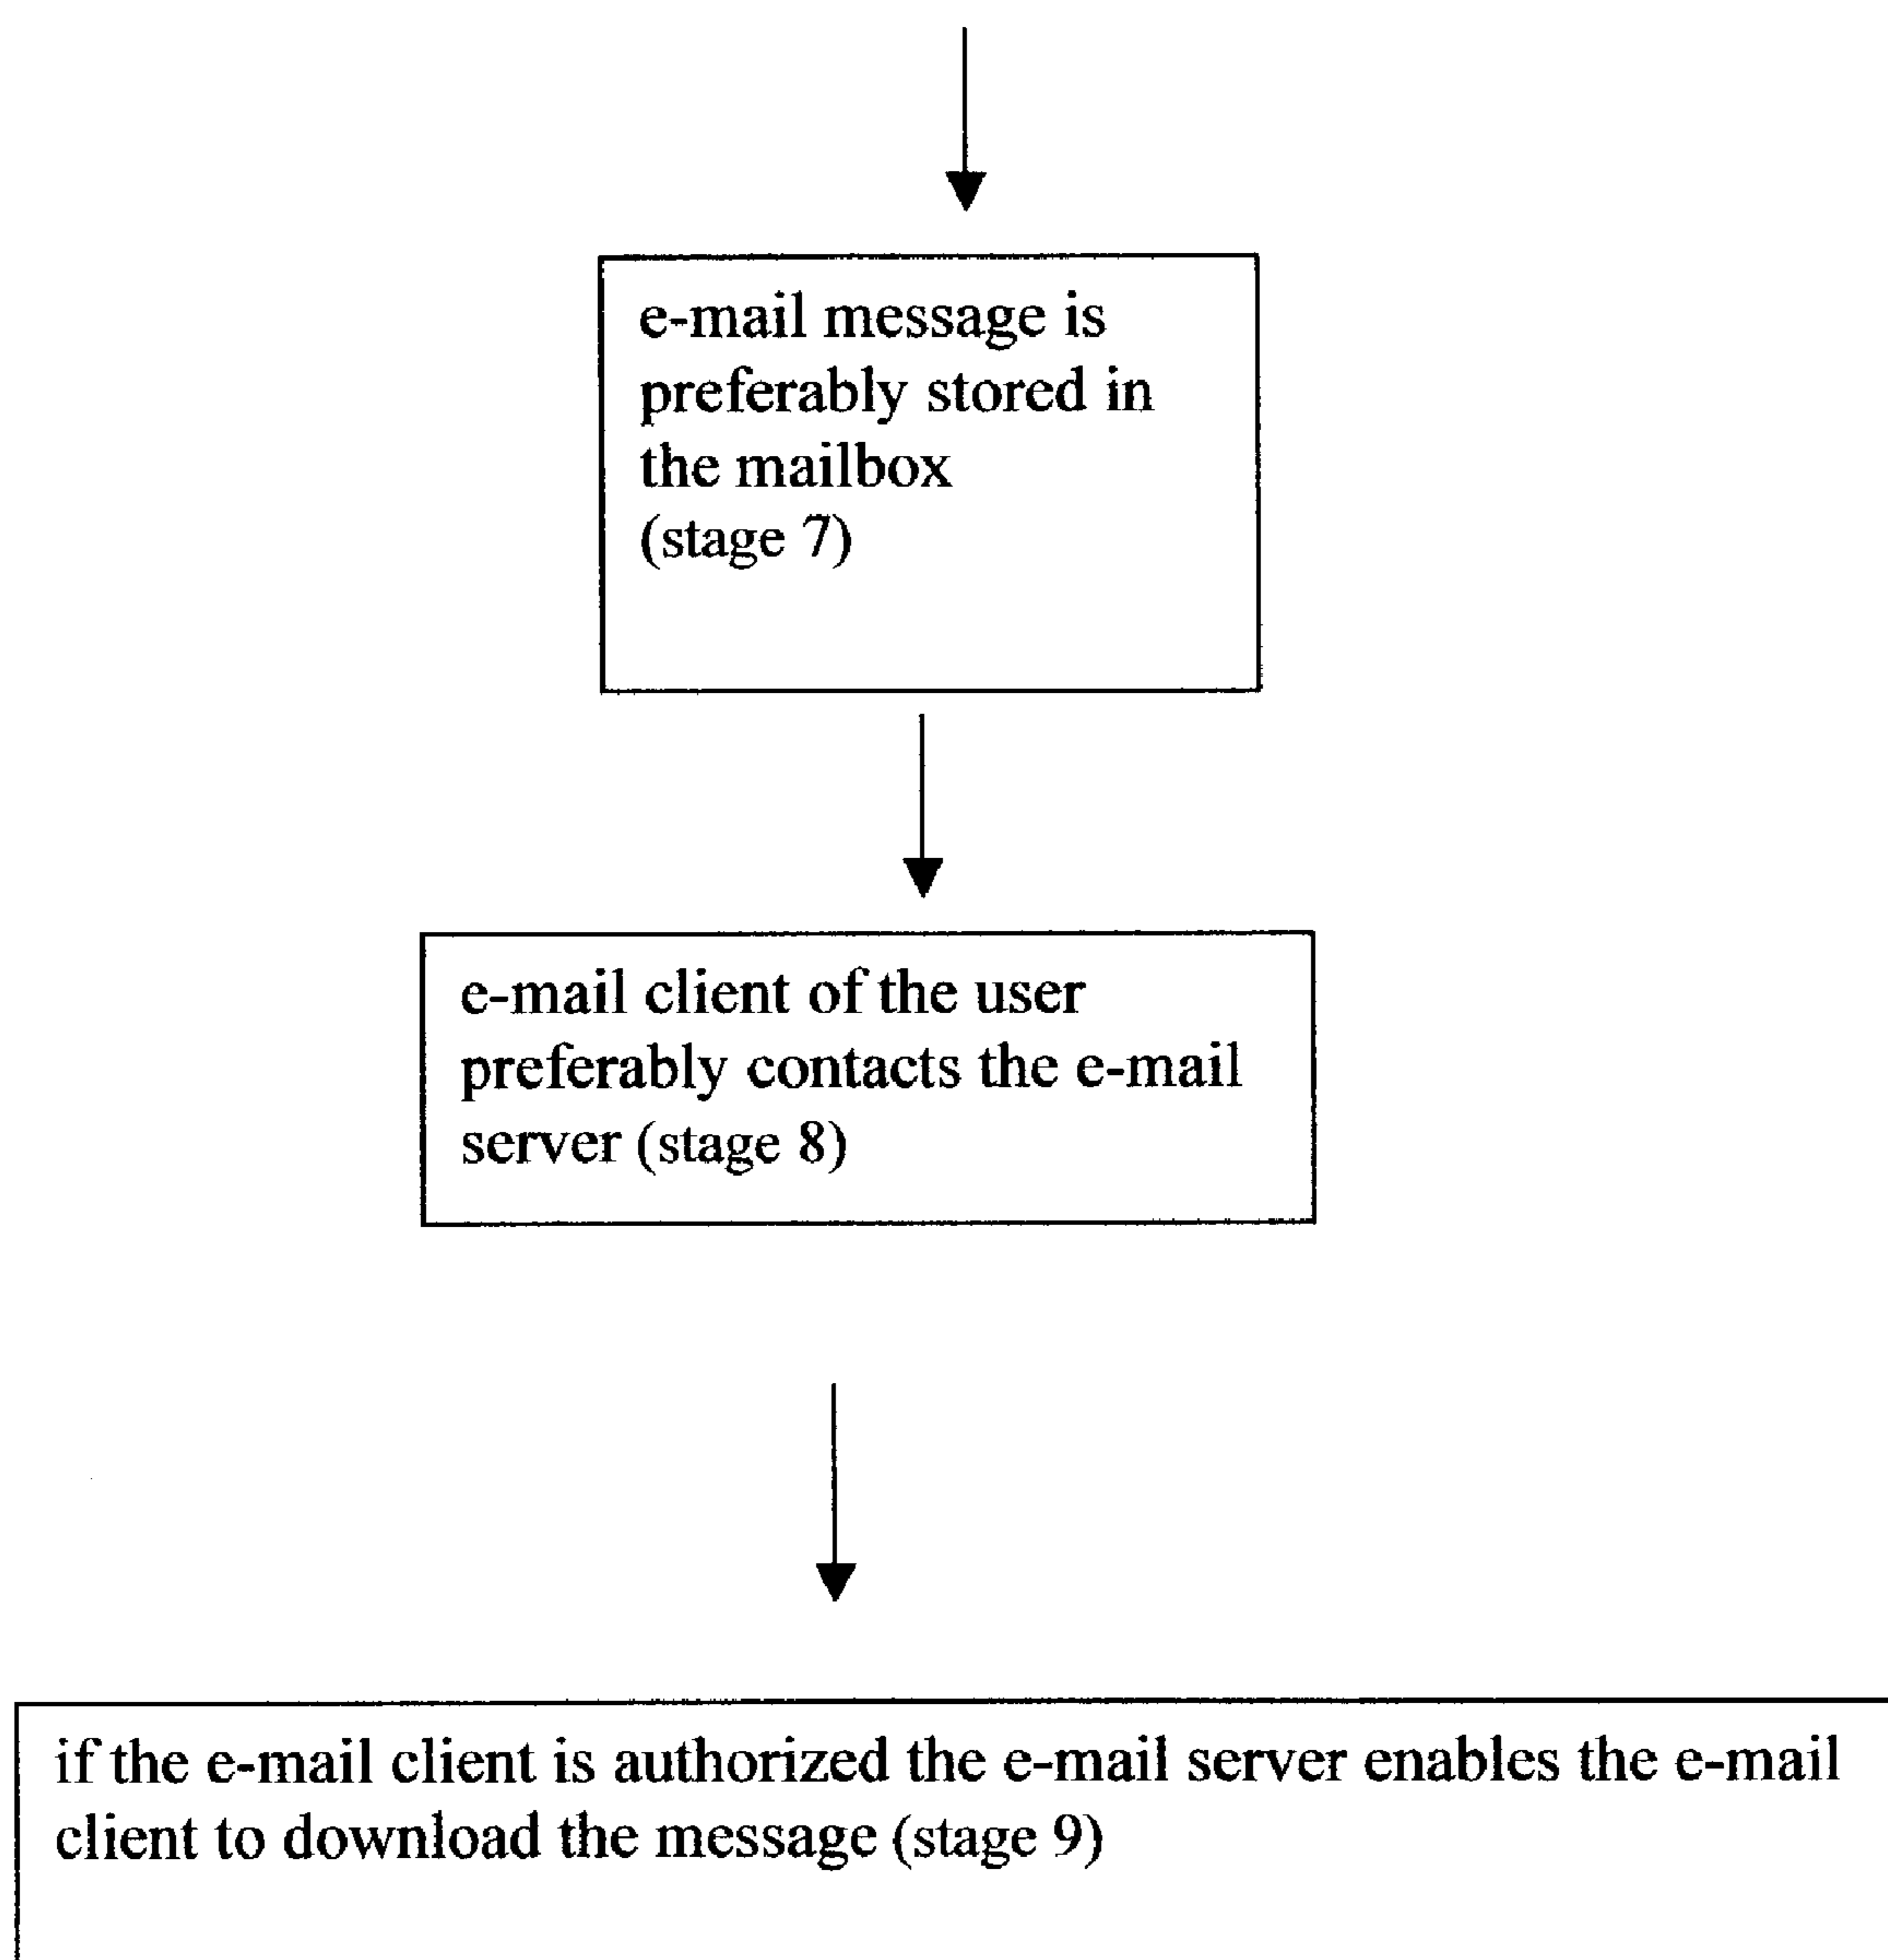 e-mail message is
preferably stored in
the mailbox
(stage 7)
e-mail client of the user
preferably contacts the e-mail
server (stage 8)
if the e-mail client is authorized the e-mail server enables the e-mail
client to download the message (stage 9)